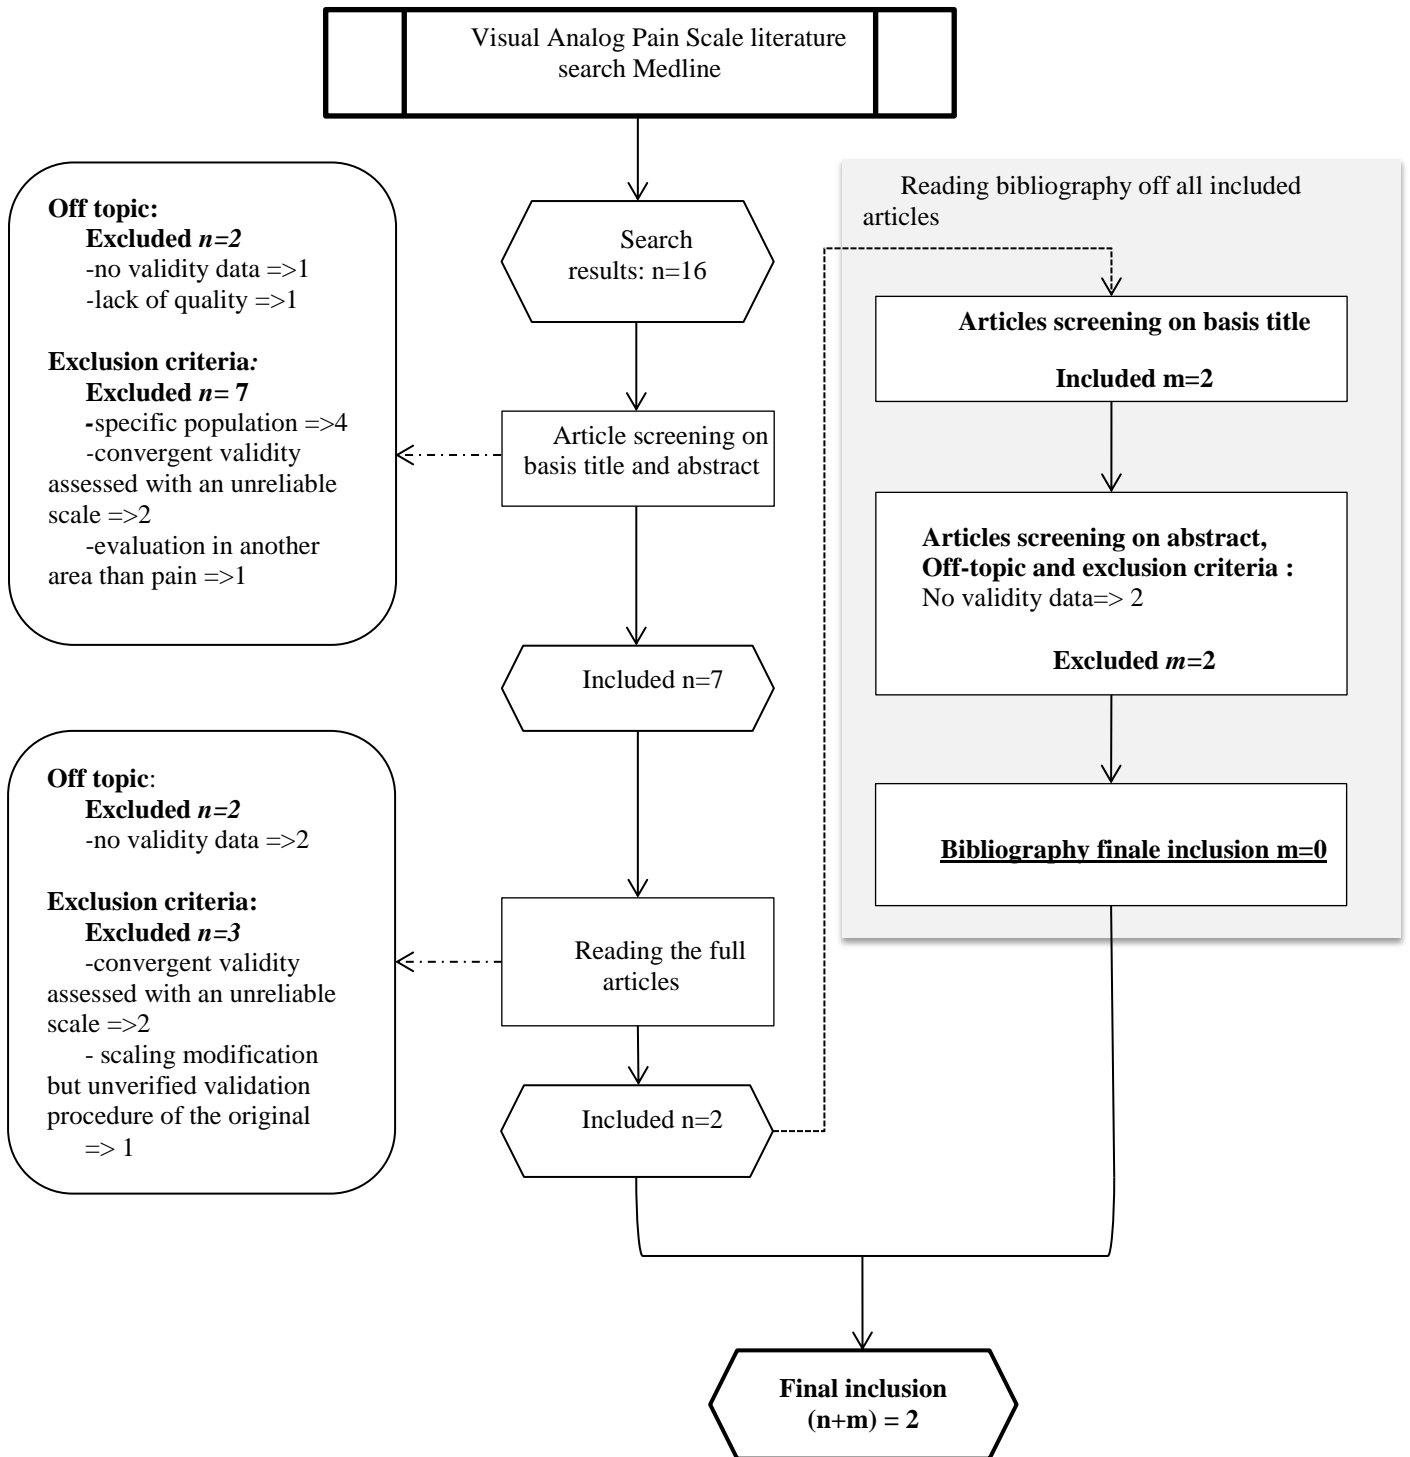 Visual Analog Pain Scale literature
search Medline
Off topic:
Excluded n=2
-no validity data =>1
-lack of quality =>1
Exclusion criteria:
Excluded n= 7
-specific population =>4
-convergent validity
assessed with an unreliable
scale =>2
-evaluation in another
area than pain =>1
Search
results: n=16
Article screening on
basis title and abstract
Included n=7
Off topic:
Excluded n=2
-no validity data =>2
Exclusion criteria:
Excluded n=3
-convergent validity
assessed with an unreliable
scale =>2
- scaling modification
but unverified validation
procedure of the original
=> 1
Reading the full
articles
Included n=2
Reading bibliography off all included
articles
Articles screening on basis title
Included m=2
Articles screening on abstract,
Off-topic and exclusion criteria :
No validity data=> 2
Excluded m=2
Bibliography finale inclusion m=0
Final inclusion
(n+m) = 2